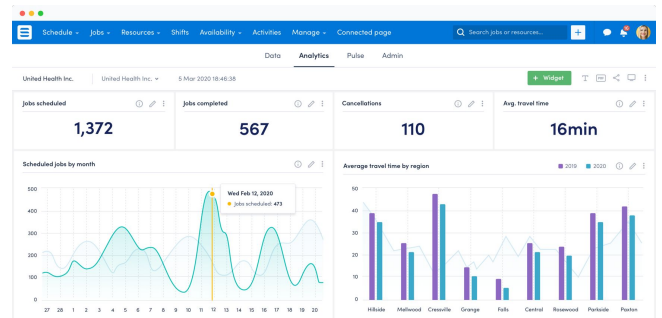 Schedule Jobs Resources Shifts Availability Activities Manage Connected page Search jobs or resources... +
Data Analytics Pulse Admin
United Health Inc. United Health Inc. 5 Mar 2020 18:46:38 + Widget T PDF
Jobs scheduled Jobs completed Cancellations Avg. travel time
1,372 567 110 16min
Scheduled jobs by month
Wed Feb 12, 2020
Jobs scheduled: 473
500
400
300
200
100
0
27 28 1 2 3 4 5 6 7 8 9 10 11 12 13 14 15 16 17 18 19 20
Average travel time by region 2019 2020
50
40
30
20
10
0
Hillside Mellwood Cressville Grange Falls Central Rosewood Parkside Paxton